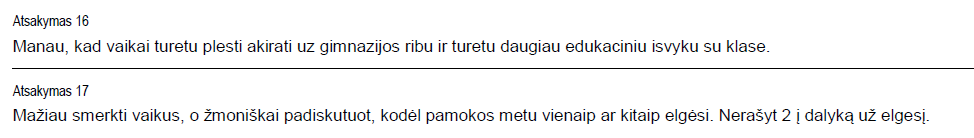 Atsakymas 16
Manau, kad vaikai turetu plesti akirati uz gimnazijos ribu ir turetu daugiau edukaciniu isvyku su klase.
Atsakymas 17
Mažiau smerkti vaikus, o žmoniškai padiskutuot, kodėl pamokos metu vienaip ar kitaip elgėsi. Nerašyt 2 į dalyką už elgesį.